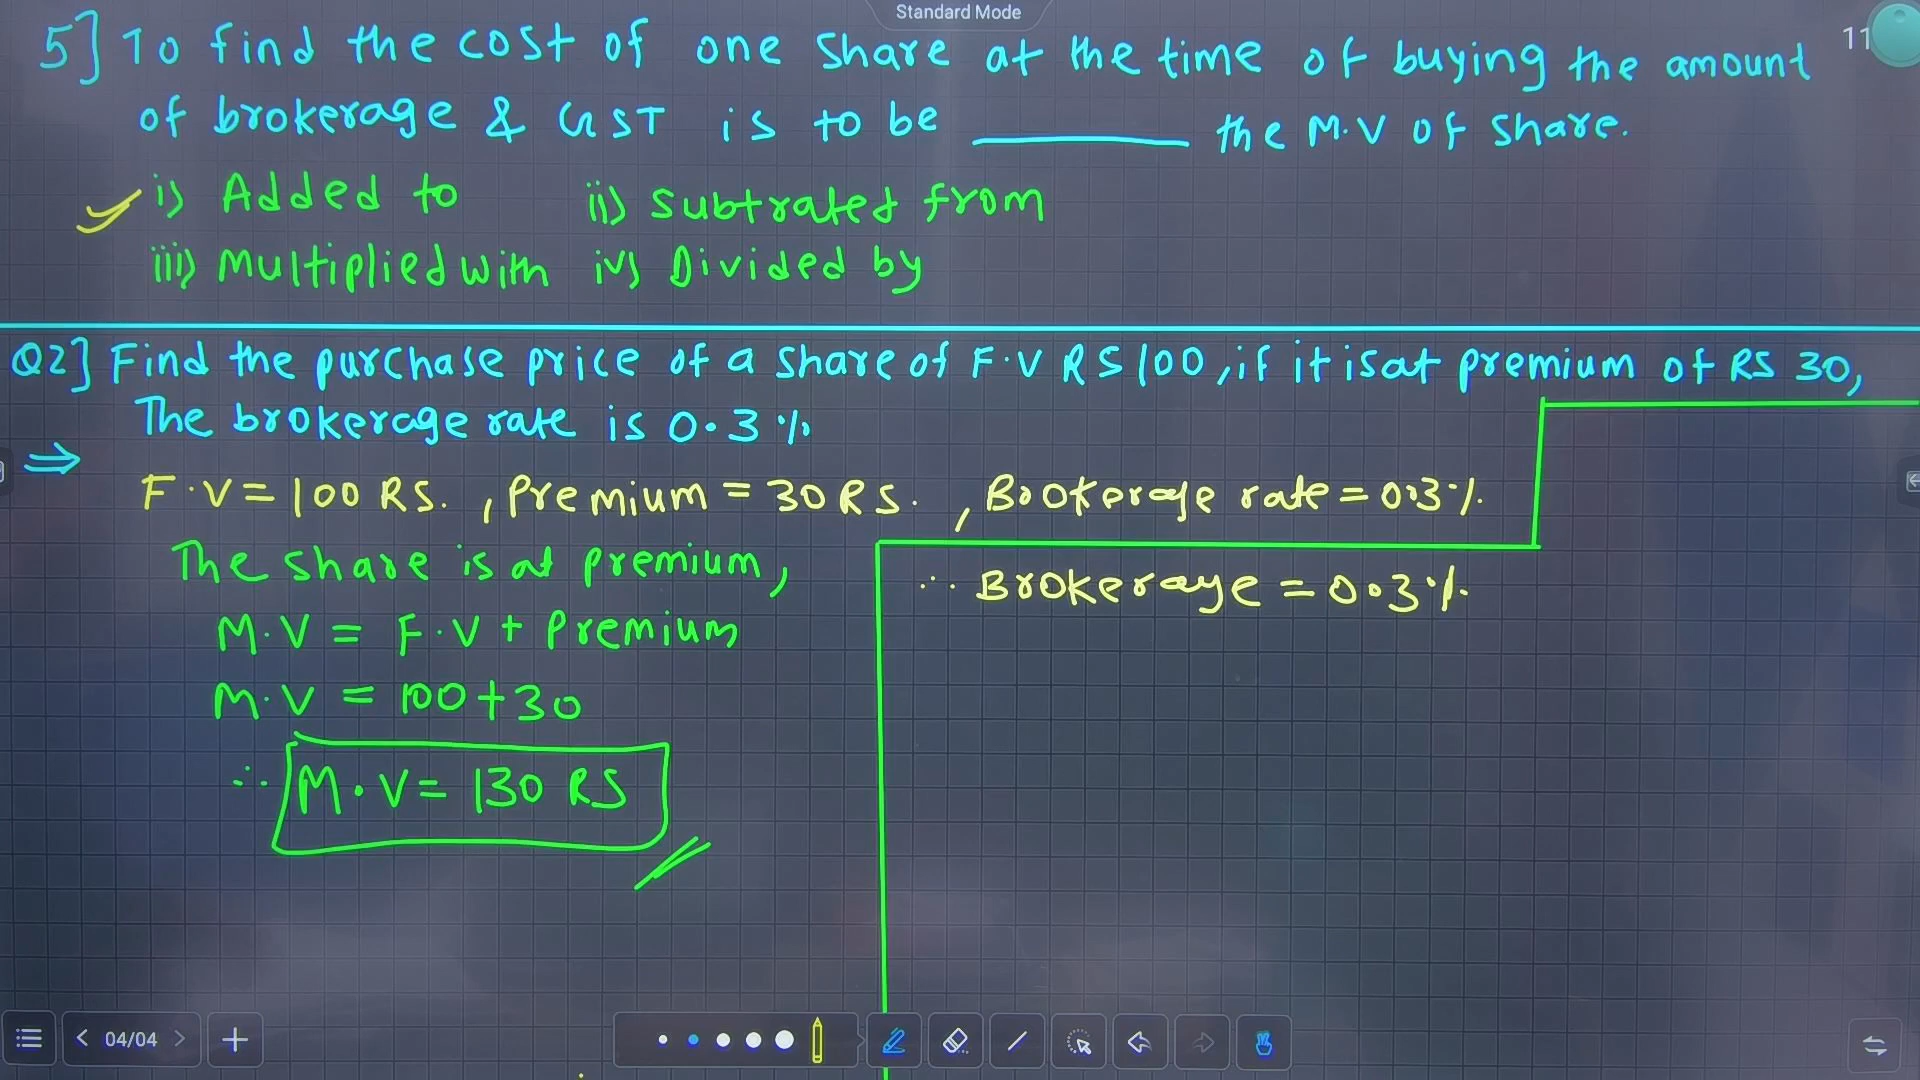 Standard Mode
11
5] To find the cost of one share at the time of buying the amount
of brokerage & GST is to be ______ the M.V of share.
i) Added to ii) subtrated from
iii) Multiplied with iv) Divided by
Q2] Find the purchase price of a share of F.V RS 100, if it is at premium of RS 30,
The brokerage rate is 0.3%
⇒
F.V = 100 RS. , Premium = 30 RS. , Brokerage rate = 0.3%.
The share is at premium,
M.V = F.V + Premium
M.V = 100 + 30
∴ M.V = 130 RS
∴ Brokerage = 0.3%.
04/04